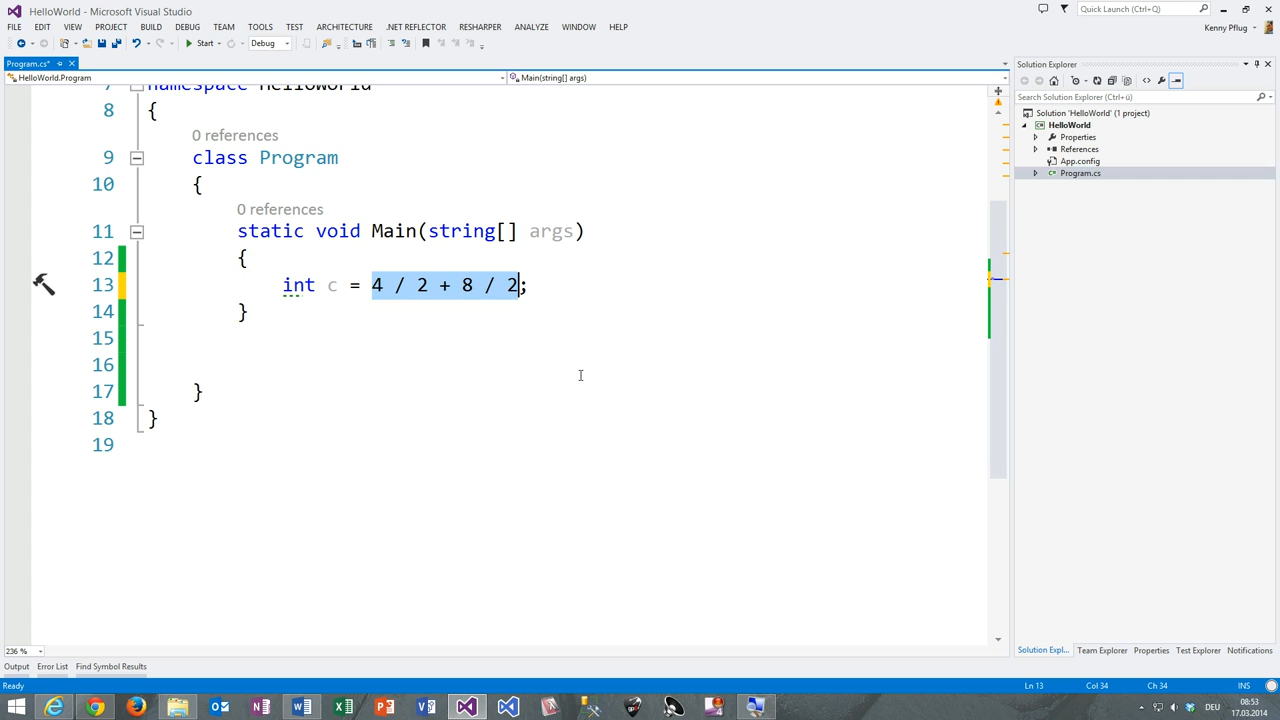 HelloWorld - Microsoft Visual Studio
Quick Launch (Ctrl+Q)
FILE EDIT VIEW PROJECT BUILD DEBUG TEAM TOOLS TEST ARCHITECTURE .NET REFLECTOR RESHARPER ANALYZE WINDOW HELP
Kenny Pflug
Start Debug
Program.cs*
HelloWorld.Program
Main(string[] args)
7 namespace HelloWorld
8 {
0 references
9 class Program
10 {
0 references
11 static void Main(string[] args)
12 {
13 int c = 4 / 2 + 8 / 2;
14 }
15
16
17 }
18 }
19
Solution Explorer
Search Solution Explorer (Ctrl+ü)
Solution 'HelloWorld' (1 project)
HelloWorld
Properties
References
App.config
Program.cs
236 %
Solution Expl... Team Explorer Properties Test Explorer Notifications
Output Error List Find Symbol Results
Ready
Ln 13 Col 34 Ch 34 INS
DEU
08:53
17.03.2014